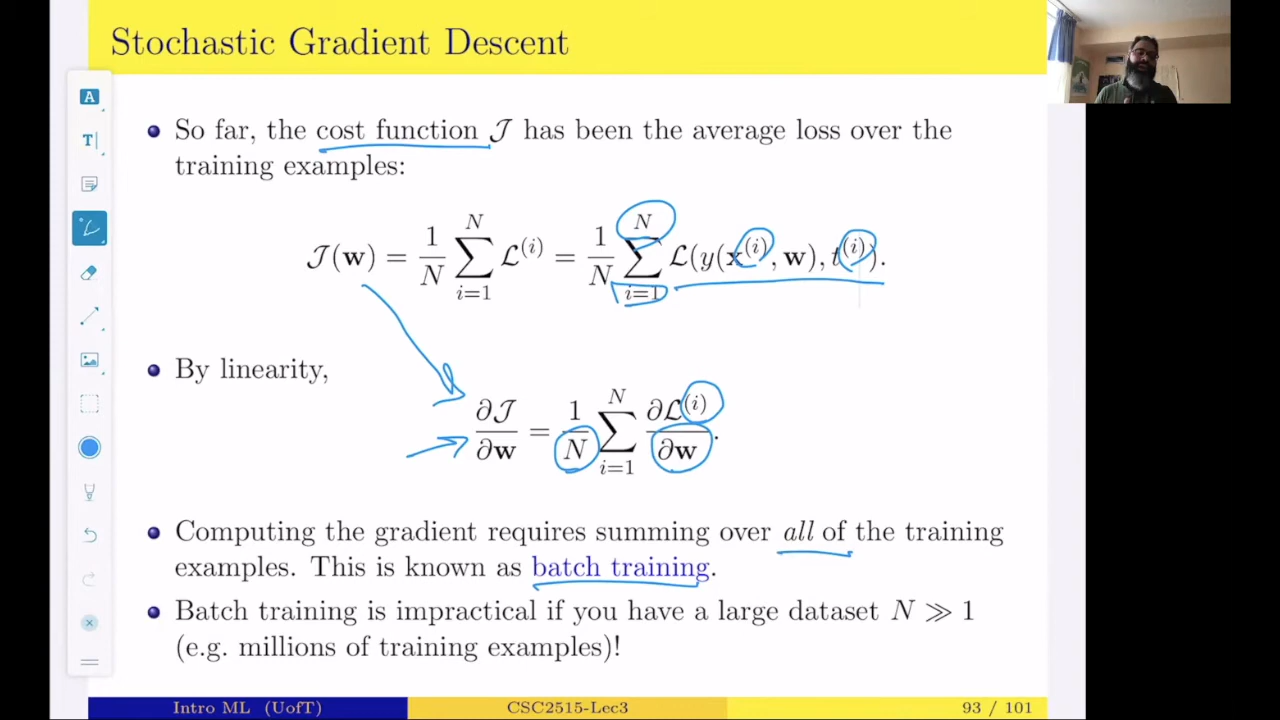 Stochastic Gradient Descent
So far, the cost function 𝒥 has been the average loss over the
training examples:
𝒥(w) = 1/N ∑_{i=1}^{N} ℒ^(i) = 1/N ∑_{i=1}^{N} ℒ(y(x^(i), w), t^(i)).
By linearity,
∂𝒥/∂w = 1/N ∑_{i=1}^{N} ∂ℒ^(i)/∂w.
Computing the gradient requires summing over all of the training
examples. This is known as batch training.
Batch training is impractical if you have a large dataset N ≫ 1
(e.g. millions of training examples)!
Intro ML (UofT) CSC2515-Lec3 93 / 101
A
T